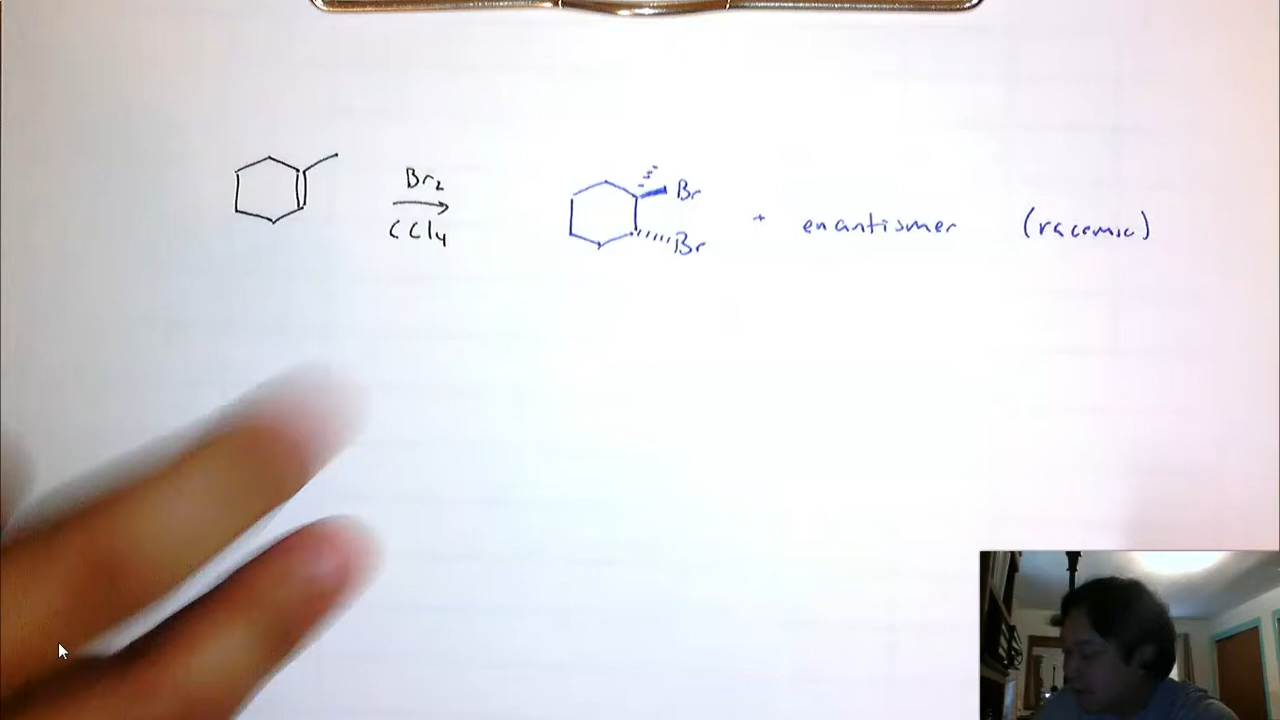 Br₂
CCl₄
Br
Br
+ enantiomer (racemic)